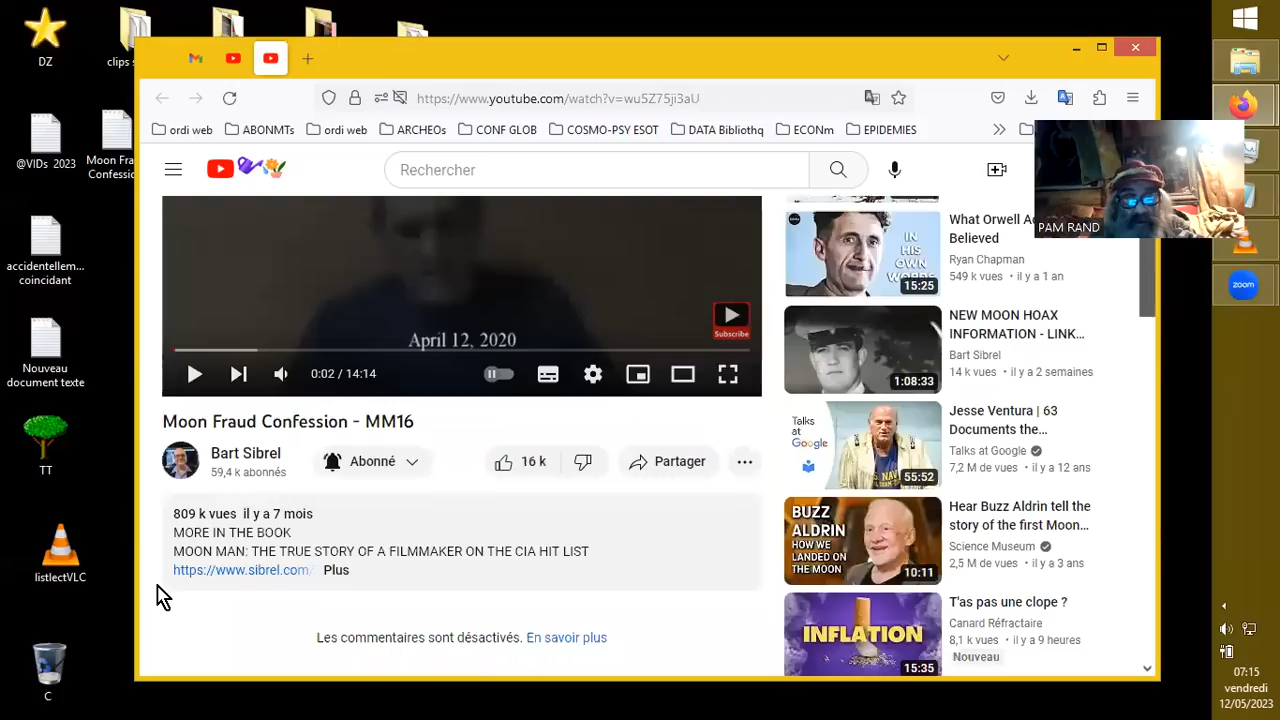 DZ
clips
@VIDs 2023
Moon Fra
Confessio
accidentellem...
coincidant
Nouveau
document texte
TT
listlectVLC
C
https://www.youtube.com/watch?v=wu5Z75ji3aU
ordi web
ABONMTs
ordi web
ARCHEOs
CONF GLOB
COSMO-PSY ESOT
DATA Bibliothq
ECONm
EPIDEMIES
Rechercher
April 12, 2020
Subscribe
0:02 / 14:14
Moon Fraud Confession - MM16
Bart Sibrel
59,4 k abonnés
Abonné
16 k
Partager
809 k vues il y a 7 mois
MORE IN THE BOOK
MOON MAN: THE TRUE STORY OF A FILMMAKER ON THE CIA HIT LIST
https://www.sibrel.com/
Plus
Les commentaires sont désactivés. En savoir plus
IN
HIS
OWN
WORDS
15:25
What Orwell Ac
Believed
Ryan Chapman
549 k vues • il y a 1 an
1:08:33
NEW MOON HOAX
INFORMATION - LINK...
Bart Sibrel
14 k vues • il y a 2 semaines
Talks
at
Google
55:52
Jesse Ventura | 63
Documents the...
Talks at Google
7,2 M de vues • il y a 12 ans
BUZZ
ALDRIN
HOW WE
LANDED ON
THE MOON
10:11
Hear Buzz Aldrin tell the
story of the first Moon...
Science Museum
2,5 M de vues • il y a 3 ans
INFLATION
15:35
T'as pas une clope ?
Canard Réfractaire
8,1 k vues • il y a 9 heures
Nouveau
PAM RAND
zoom
07:15
vendredi
12/05/2023